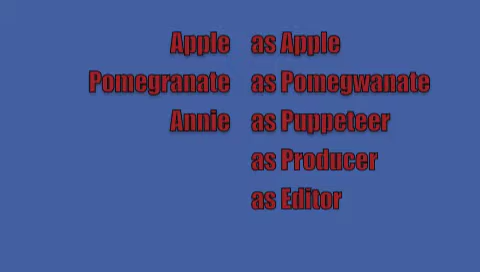 Apple as Apple
Pomegranate as Pomegwanate
Annie as Puppeteer
as Producer
as Editor